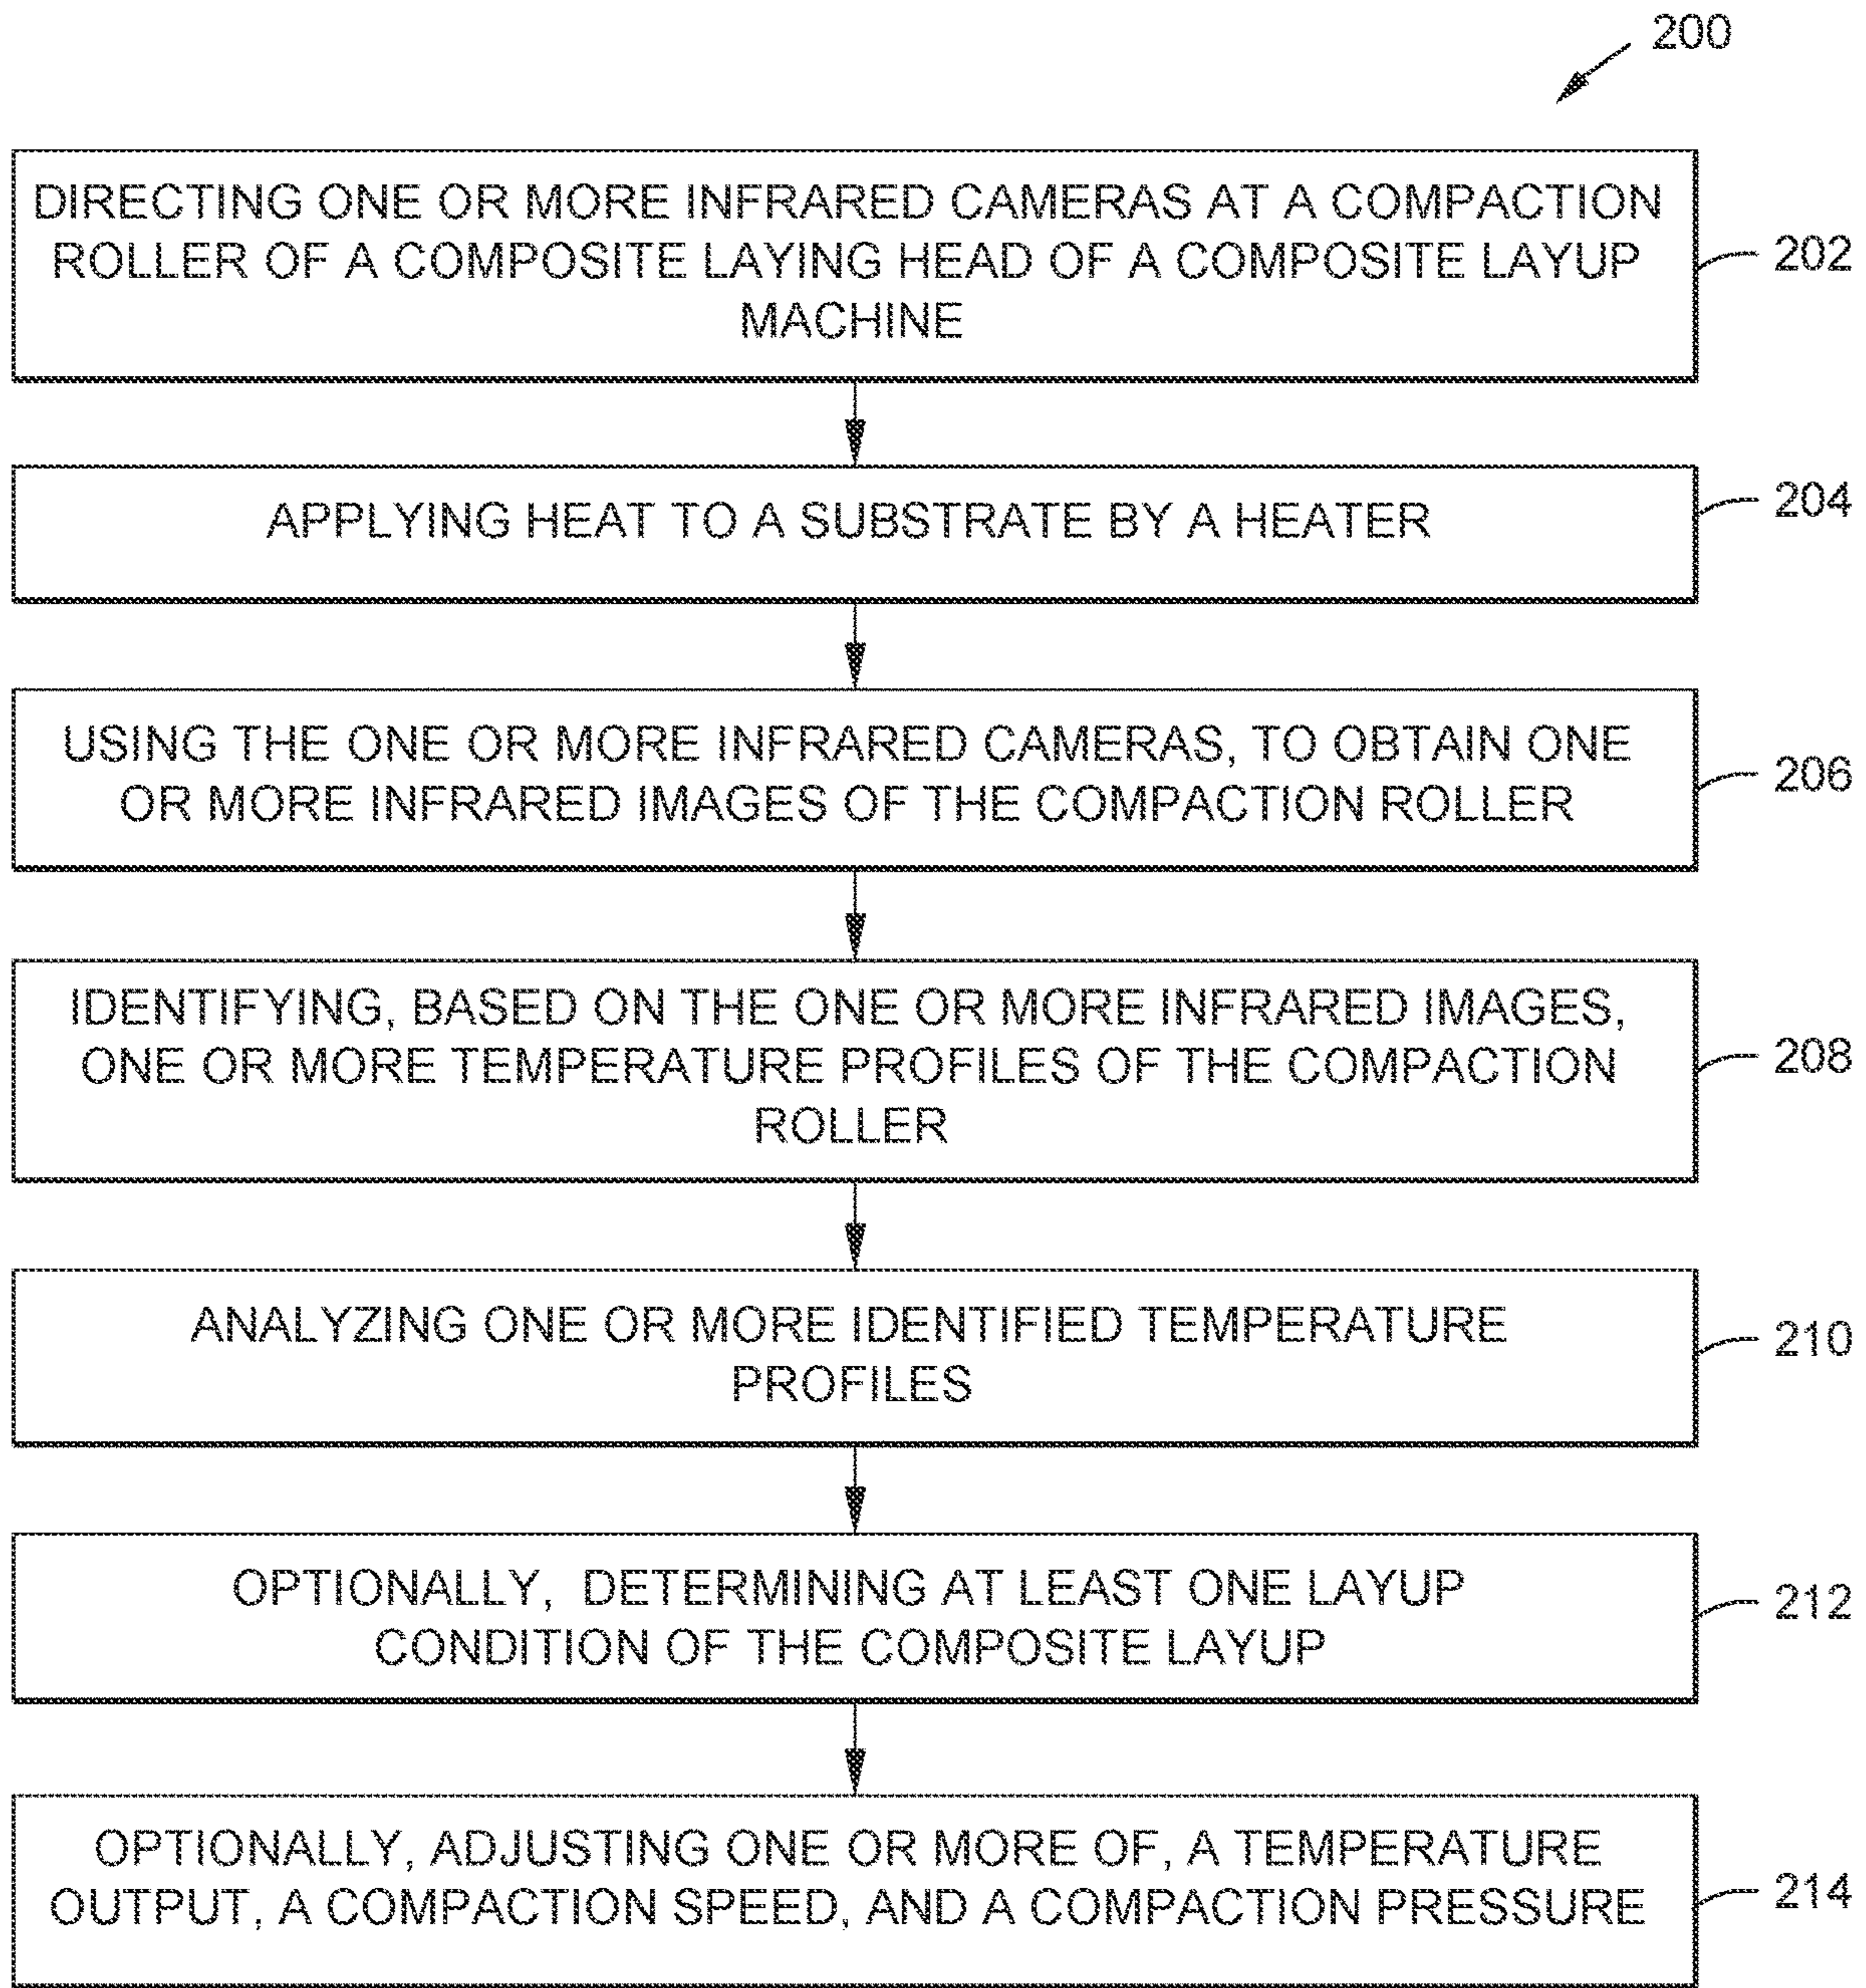 200
DIRECTING ONE OR MORE INFRARED CAMERAS AT A COMPACTION
ROLLER OF A COMPOSITE LAYING HEAD OF A COMPOSITE LAYUP
MACHINE
202
APPLYING HEAT TO A SUBSTRATE BY A HEATER
204
USING THE ONE OR MORE INFRARED CAMERAS, TO OBTAIN ONE
OR MORE INFRARED IMAGES OF THE COMPACTION ROLLER
206
IDENTIFYING, BASED ON THE ONE OR MORE INFRARED IMAGES,
ONE OR MORE TEMPERATURE PROFILES OF THE COMPACTION
ROLLER
208
ANALYZING ONE OR MORE IDENTIFIED TEMPERATURE
PROFILES
210
OPTIONALLY, DETERMINING AT LEAST ONE LAYUP
CONDITION OF THE COMPOSITE LAYUP
212
OPTIONALLY, ADJUSTING ONE OR MORE OF, A TEMPERATURE
OUTPUT, A COMPACTION SPEED, AND A COMPACTION PRESSURE
214